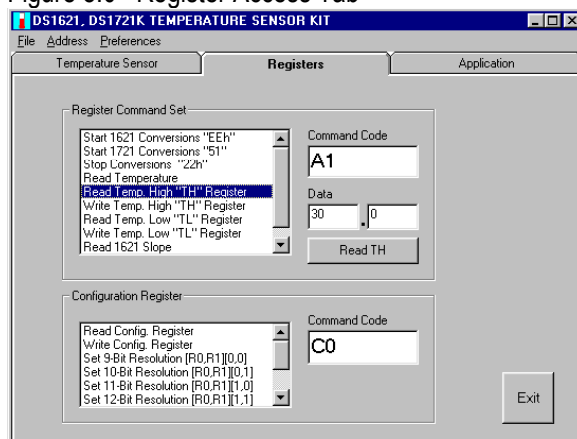 Figure 3.0 - Register Access Tab
DS1621, DS1721K TEMPERATURE SENSOR KIT
File Address Preferences
Temperature Sensor Registers Application
Register Command Set
Start 1621 Conversions "EEh"
Start 1721 Conversions "51"
Stop Conversions "22h"
Read Temperature
Read Temp. High "TH" Register
Write Temp. High "TH" Register
Read Temp. Low "TL" Register
Write Temp. Low "TL" Register
Read 1621 Slope
Command Code
A1
Data
30 . 0
Read TH
Configuration Register
Read Config. Register
Write Config. Register
Set 9-Bit Resolution [R0,R1][0,0]
Set 10-Bit Resolution [R0,R1][0,1]
Set 11-Bit Resolution [R0,R1][1,0]
Set 12-Bit Resolution [R0,R1][1,1]
Command Code
C0
Exit